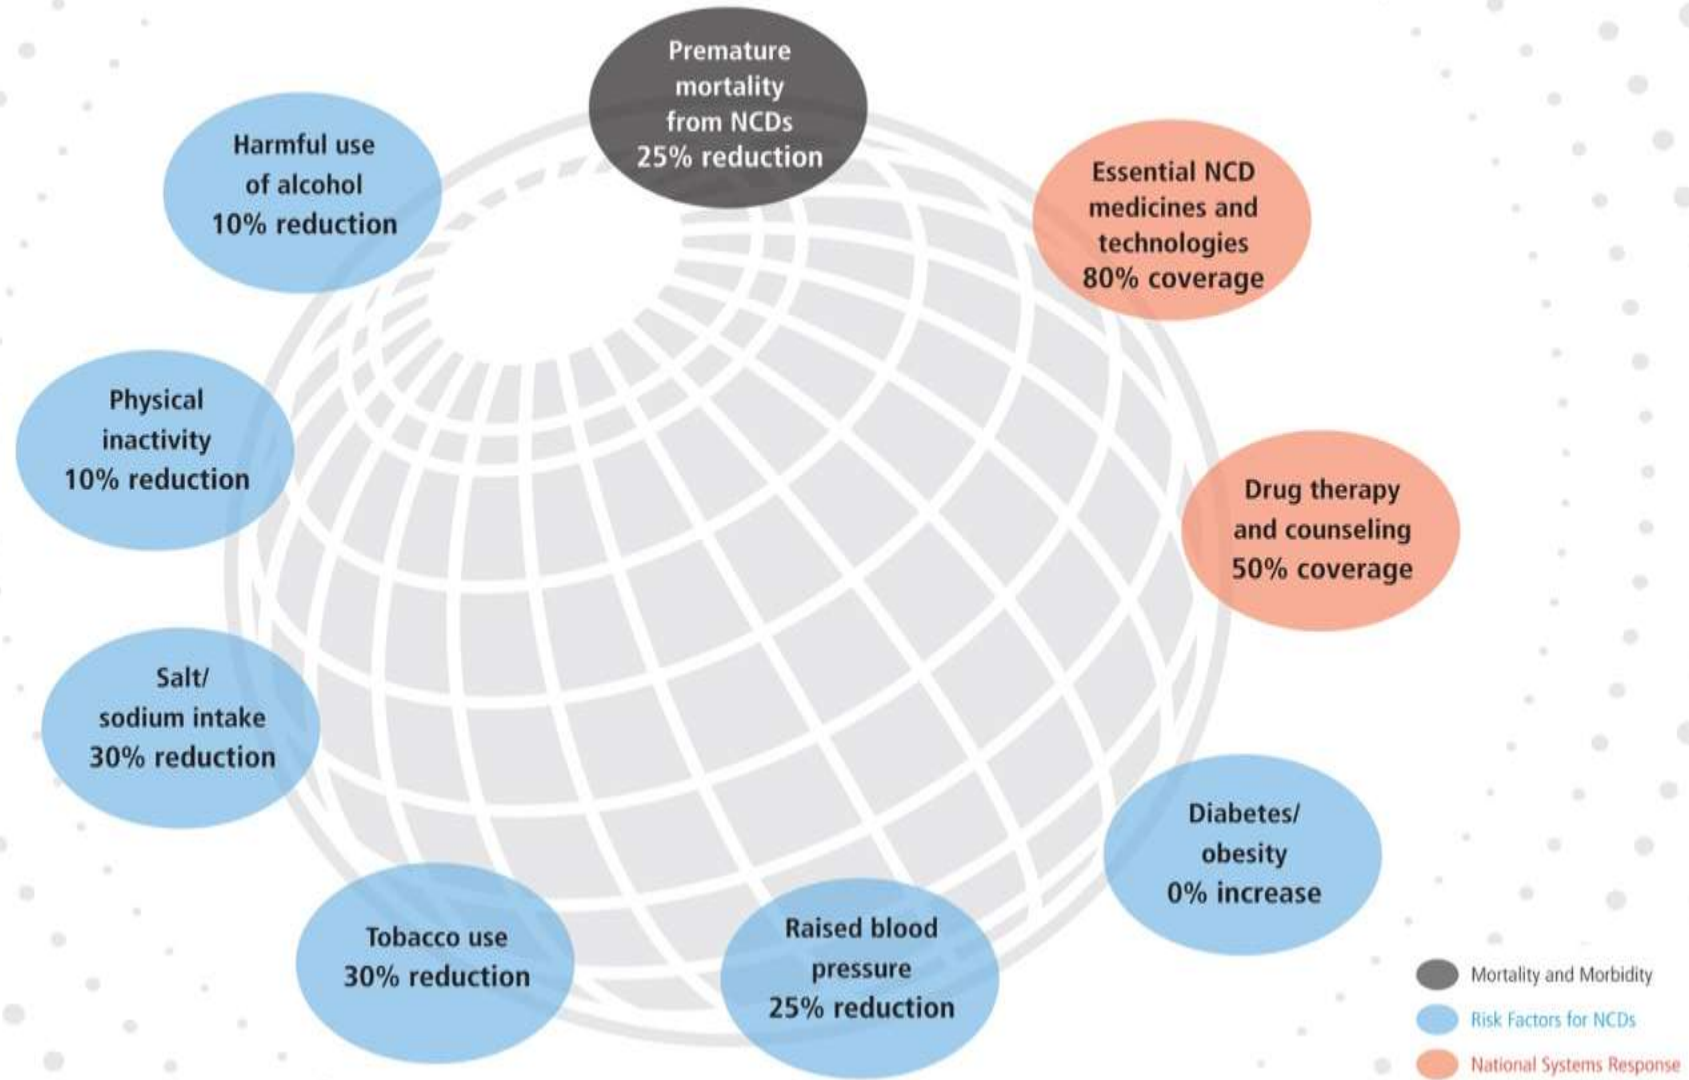 Premature
mortality
from NCDs
25% reduction
Harmful use
of alcohol
10% reduction
Essential NCD
medicines and
technologies
80% coverage
Physical
inactivity
10% reduction
Drug therapy
and counseling
50% coverage
Salt/
sodium intake
30% reduction
Diabetes/
obesity
0% increase
Tobacco use
30% reduction
Raised blood
pressure
25% reduction
Mortality and Morbidity
Risk Factors for NCDs
National Systems Response